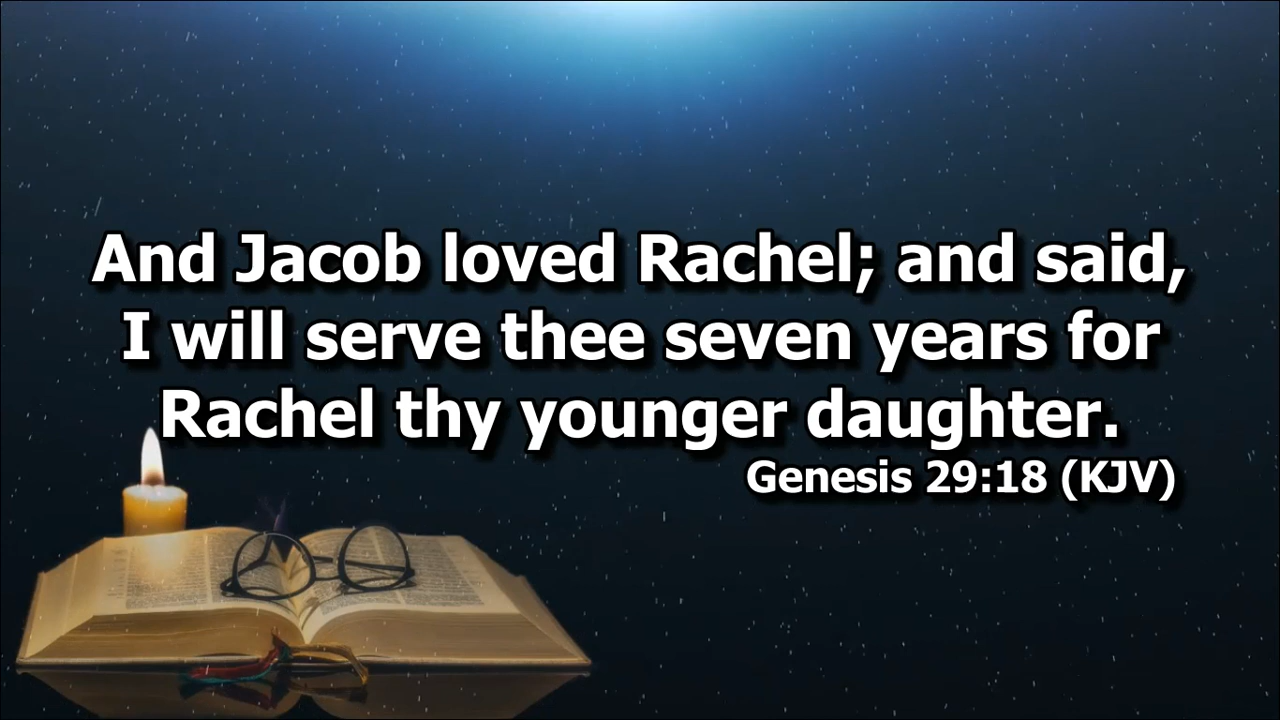 And Jacob loved Rachel; and said,
I will serve thee seven years for
Rachel thy younger daughter.
Genesis 29:18 (KJV)